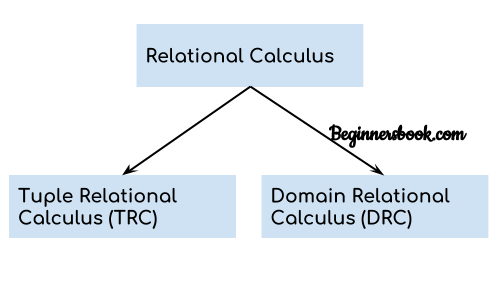 Relational Calculus
Beginnersbook.com
Tuple Relational
Calculus (TRC)
Domain Relational
Calculus (DRC)